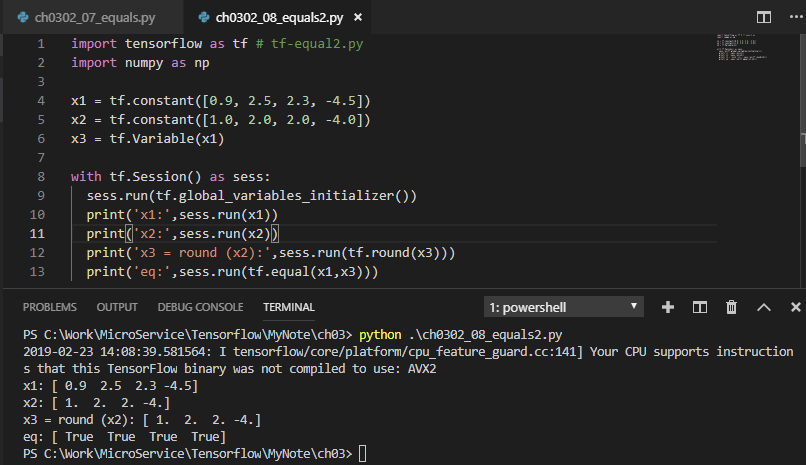 ch0302_07_equals.py ch0302_08_equals2.py
1 import tensorflow as tf # tf-equal2.py
2 import numpy as np
3
4 x1 = tf.constant([0.9, 2.5, 2.3, -4.5])
5 x2 = tf.constant([1.0, 2.0, 2.0, -4.0])
6 x3 = tf.Variable(x1)
7
8 with tf.Session() as sess:
9 sess.run(tf.global_variables_initializer())
10 print('x1:',sess.run(x1))
11 print('x2:',sess.run(x2))
12 print('x3 = round (x2):',sess.run(tf.round(x3)))
13 print('eq:',sess.run(tf.equal(x1,x3)))
PROBLEMS OUTPUT DEBUG CONSOLE TERMINAL 1: powershell
PS C:\Work\MicroService\Tensorflow\MyNote\ch03> python .\ch0302_08_equals2.py
2019-02-23 14:08:39.581564: I tensorflow/core/platform/cpu_feature_guard.cc:141] Your CPU supports instruction
s that this TensorFlow binary was not compiled to use: AVX2
x1: [ 0.9  2.5  2.3 -4.5]
x2: [ 1.  2.  2. -4.]
x3 = round (x2): [ 1.  2.  2. -4.]
eq: [ True  True  True  True]
PS C:\Work\MicroService\Tensorflow\MyNote\ch03>